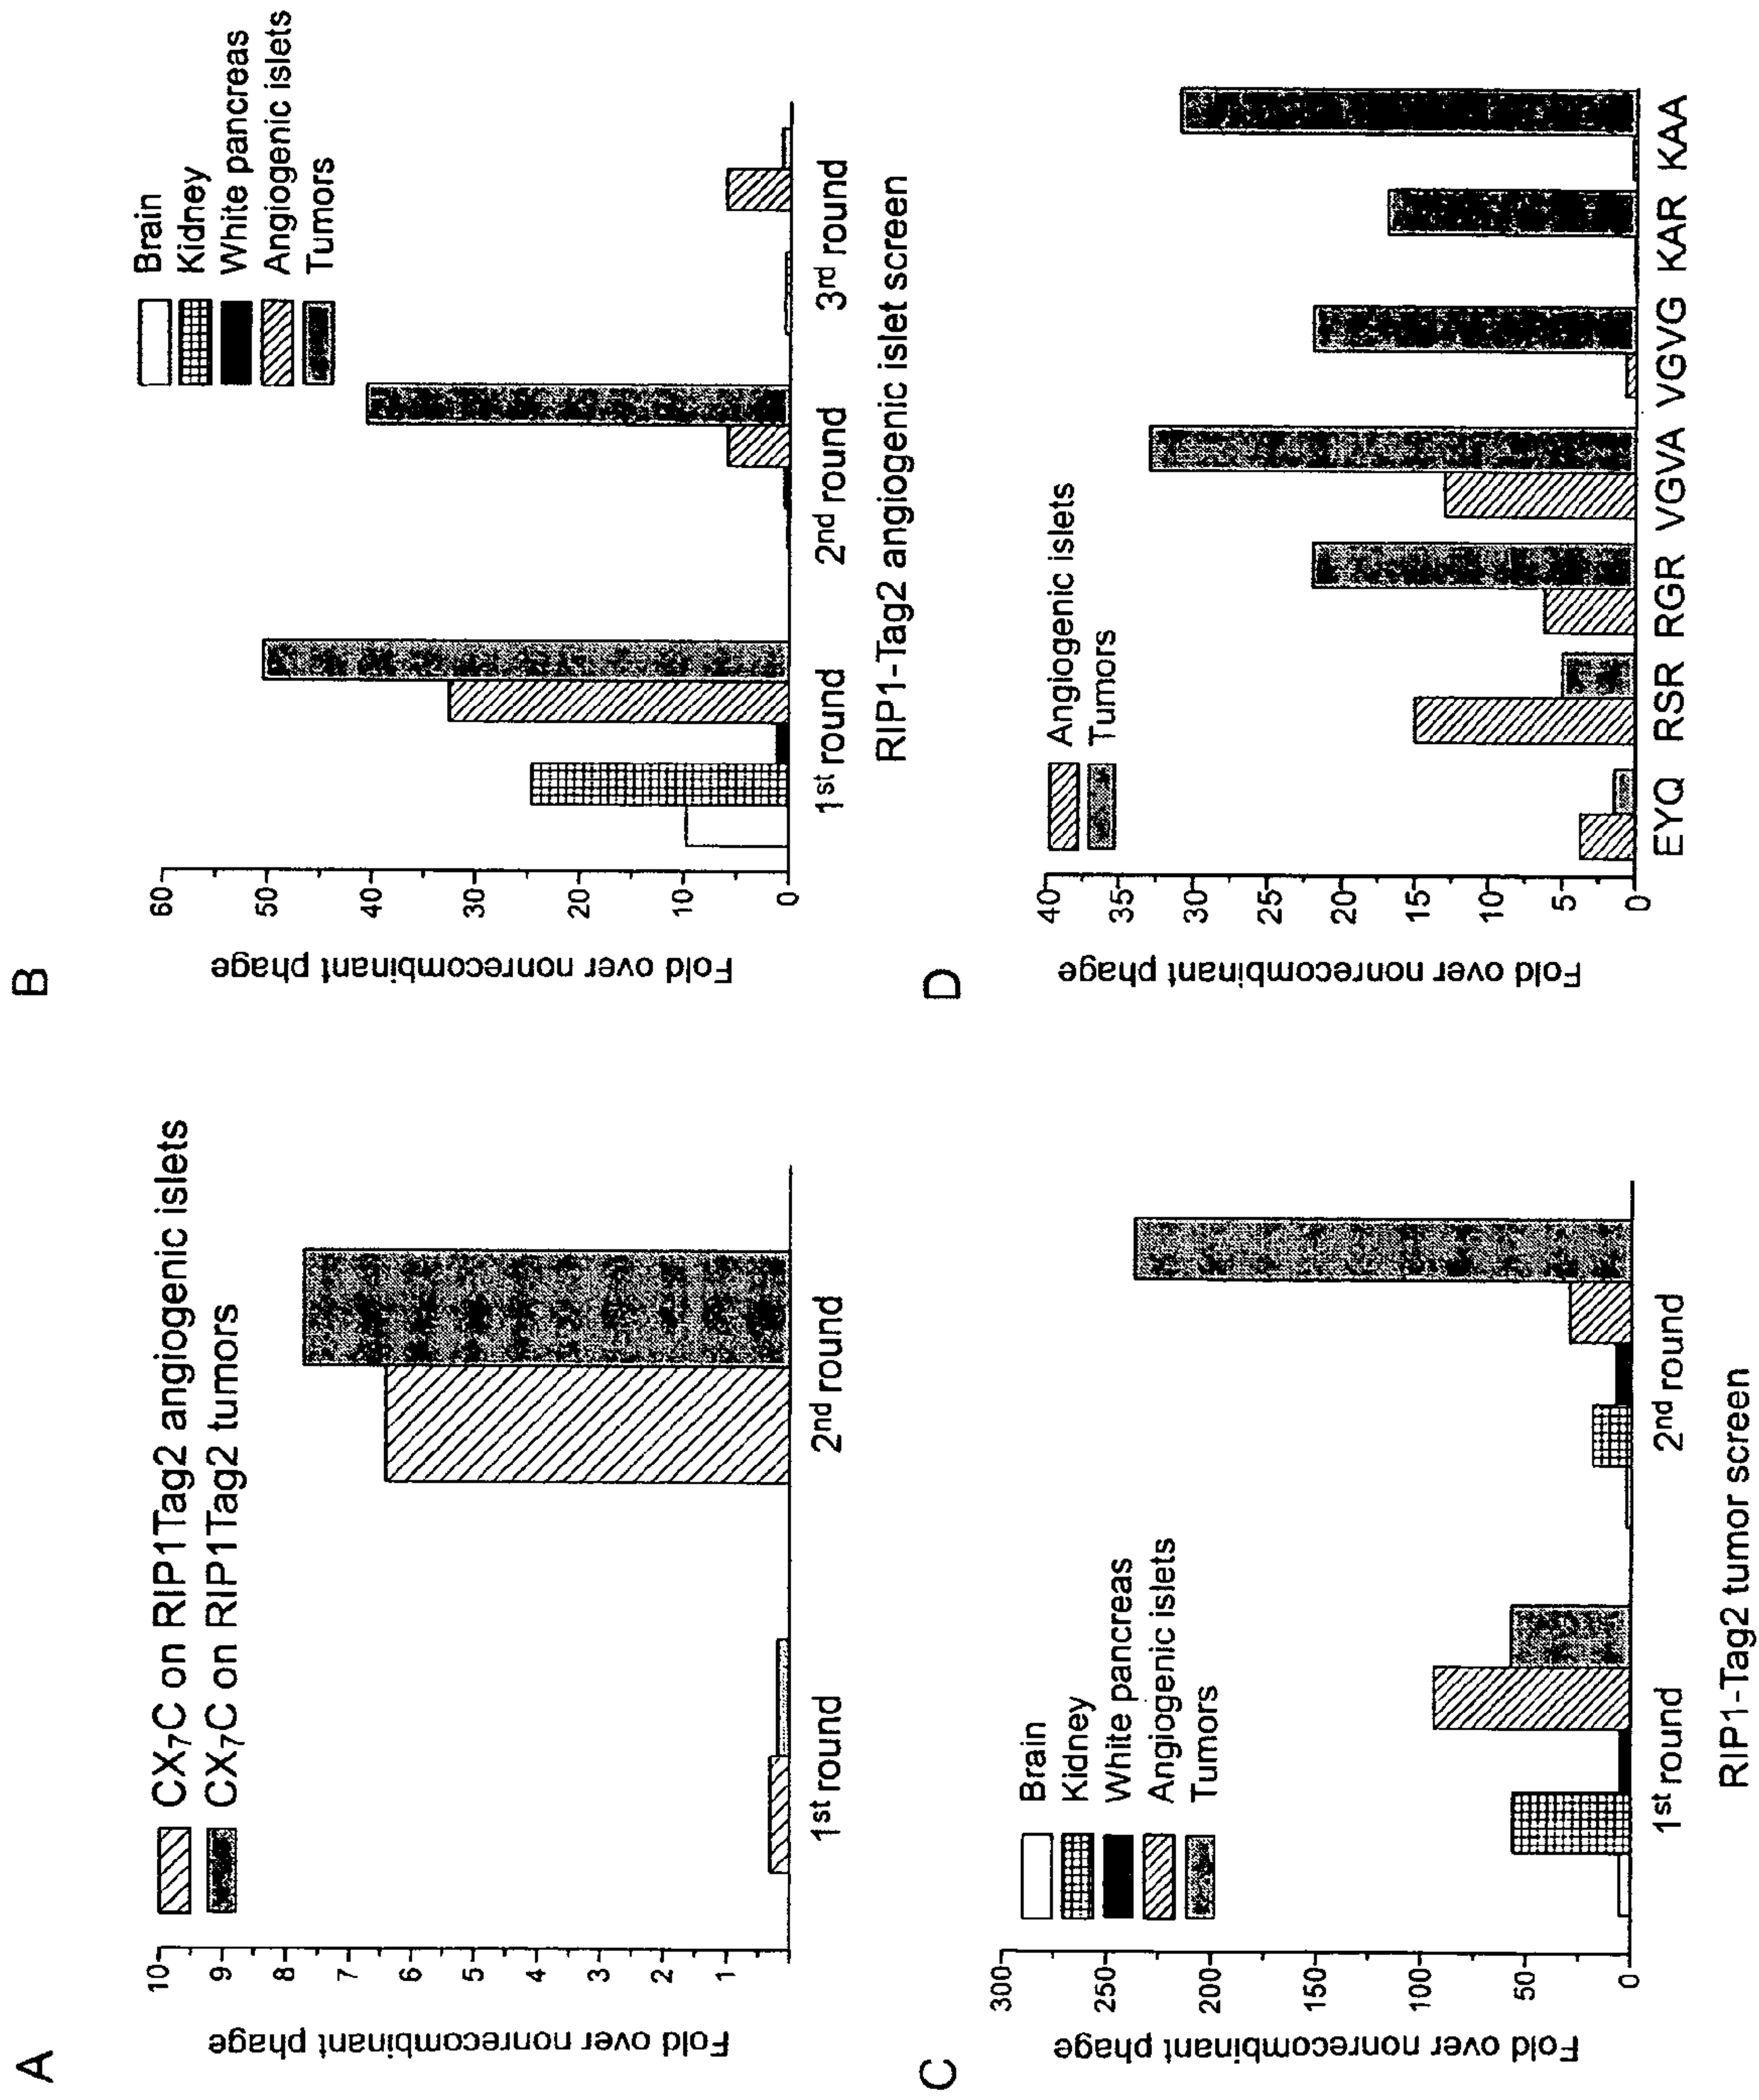 A
Fold over nonrecombinant phage
10
9
8
7
6
5
4
3
2
1
CX₇C on RIP1Tag2 angiogenic islets
CX₇C on RIP1Tag2 tumors
1st round
2nd round
B
Fold over nonrecombinant phage
60
50
40
30
20
10
0
Brain
Kidney
White pancreas
Angiogenic islets
Tumors
1st round
2nd round
3rd round
RIP1-Tag2 angiogenic islet screen
C
Fold over nonrecombinant phage
300
250
200
150
100
50
0
Brain
Kidney
White pancreas
Angiogenic islets
Tumors
1st round
2nd round
RIP1-Tag2 tumor screen
D
Fold over nonrecombinant phage
40
35
30
25
20
15
10
5
0
Angiogenic islets
Tumors
EYQ RSR RGR VGVA VGVG KAR KAA